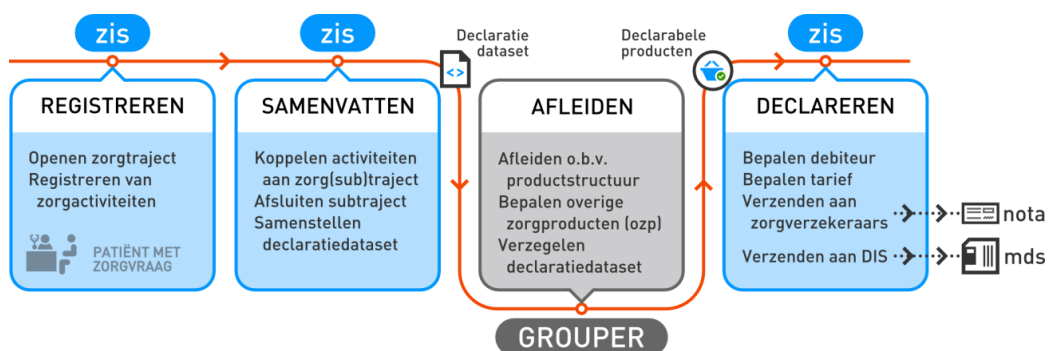 zis
REGISTREREN
Openen zorgtraject
Registreren van
zorgactiviteiten
PATIËNT MET
ZORGVRAAG
zis
SAMENVATTEN
Koppelen activiteiten
aan zorg(sub)traject
Afsluiten subtraject
Samenstellen
declaratiedataset
Declaratie
dataset
<>
AFLEIDEN
Afleiden o.b.v.
productstructuur
Bepalen overige
zorgproducten (ozp)
Verzegelen
declaratiedataset
GROUPER
Declarabele
producten
zis
DECLAREREN
Bepalen debiteur
Bepalen tarief
Verzenden aan
zorgverzekeraars
nota
Verzenden aan DIS
mds